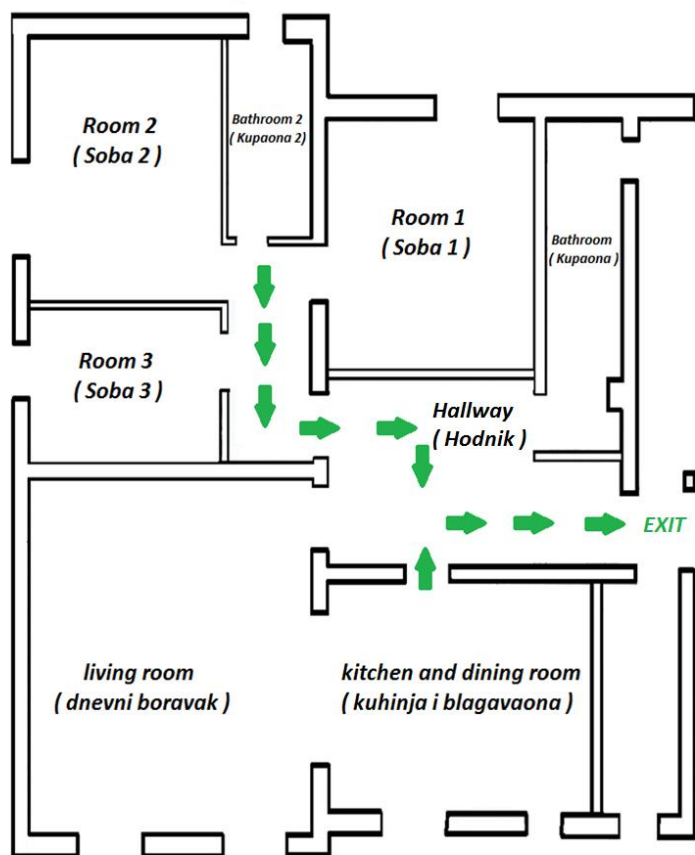 Room 2
( Soba 2 )
Bathroom 2
( Kupaona 2)
Room 1
( Soba 1 )
Bathroom
( Kupaona )
Room 3
( Soba 3 )
Hallway
( Hodnik )
EXIT
living room
( dnevni boravak )
kitchen and dining room
( kuhinja i blagavaona )